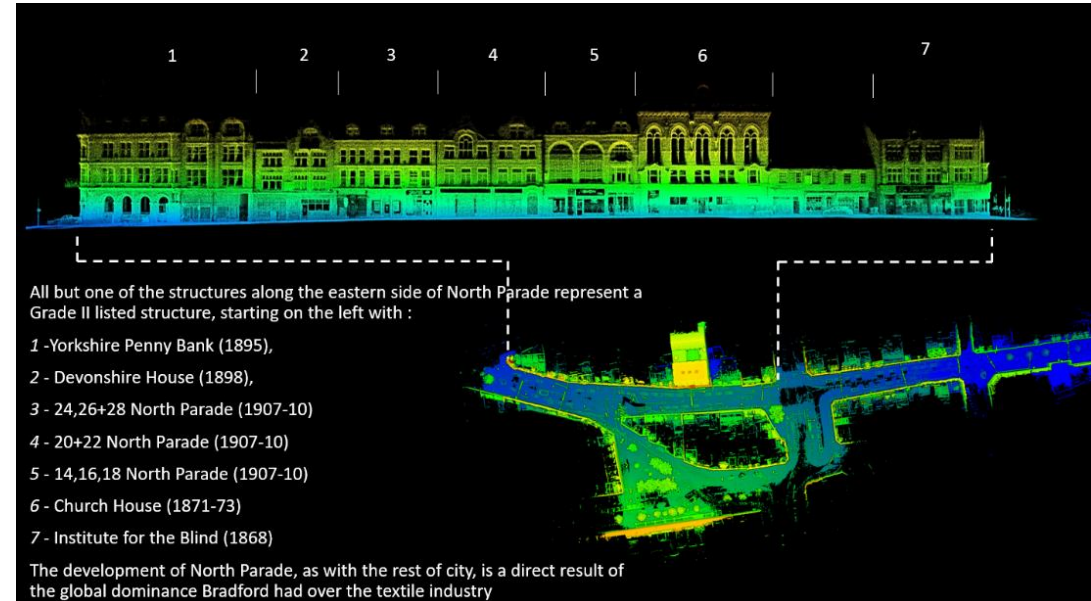 1 2 3 4 5 6 7
All but one of the structures along the eastern side of North Parade represent a
Grade II listed structure, starting on the left with :
1 -Yorkshire Penny Bank (1895),
2 - Devonshire House (1898),
3 - 24,26+28 North Parade (1907-10)
4 - 20+22 North Parade (1907-10)
5 - 14,16,18 North Parade (1907-10)
6 - Church House (1871-73)
7 - Institute for the Blind (1868)
The development of North Parade, as with the rest of city, is a direct result of
the global dominance Bradford had over the textile industry